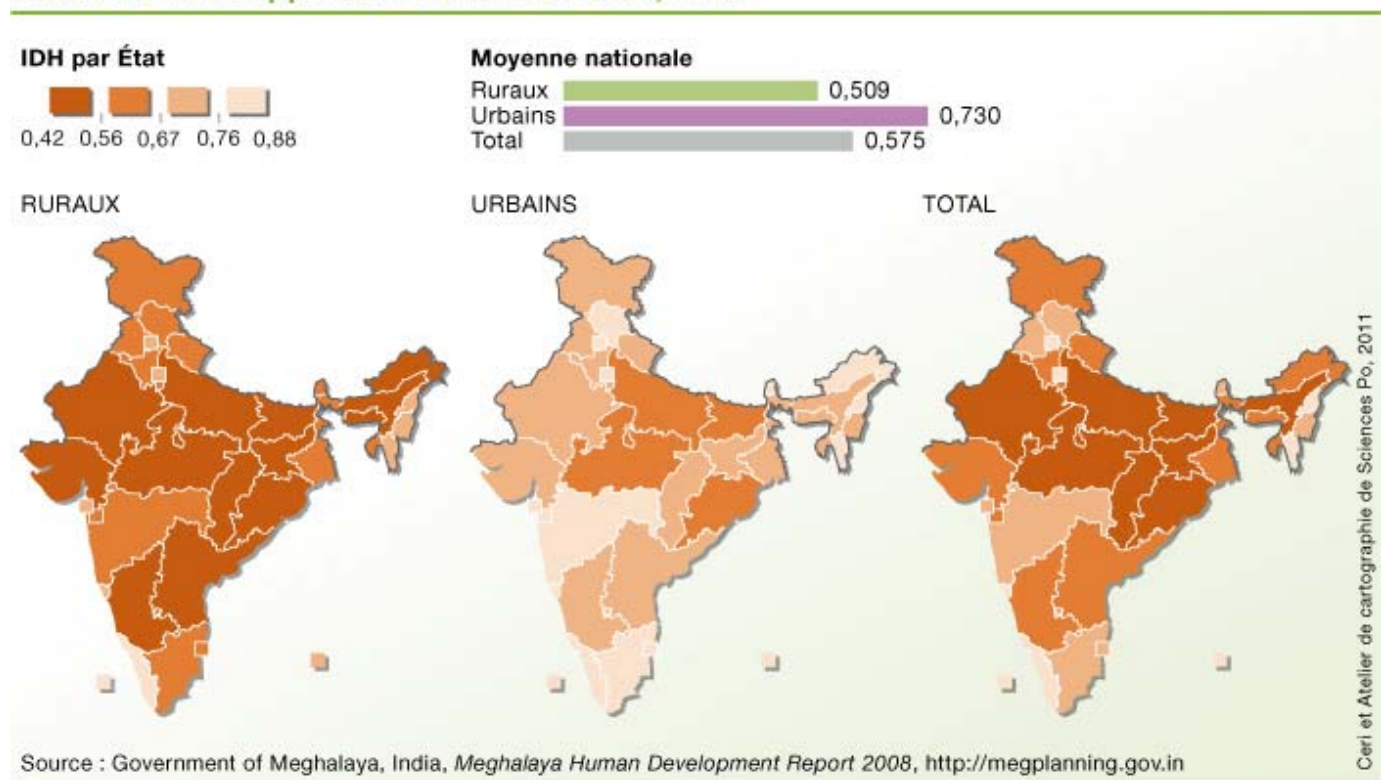 IDH par État
0,42 0,56 0,67 0,76 0,88
Moyenne nationale
Ruraux 0,509
Urbains 0,730
Total 0,575
RURAUX
URBAINS
TOTAL
Source : Government of Meghalaya, India, Meghalaya Human Development Report 2008, http://megplanning.gov.in
Ceri et Atelier de cartographie de Sciences Po, 2011